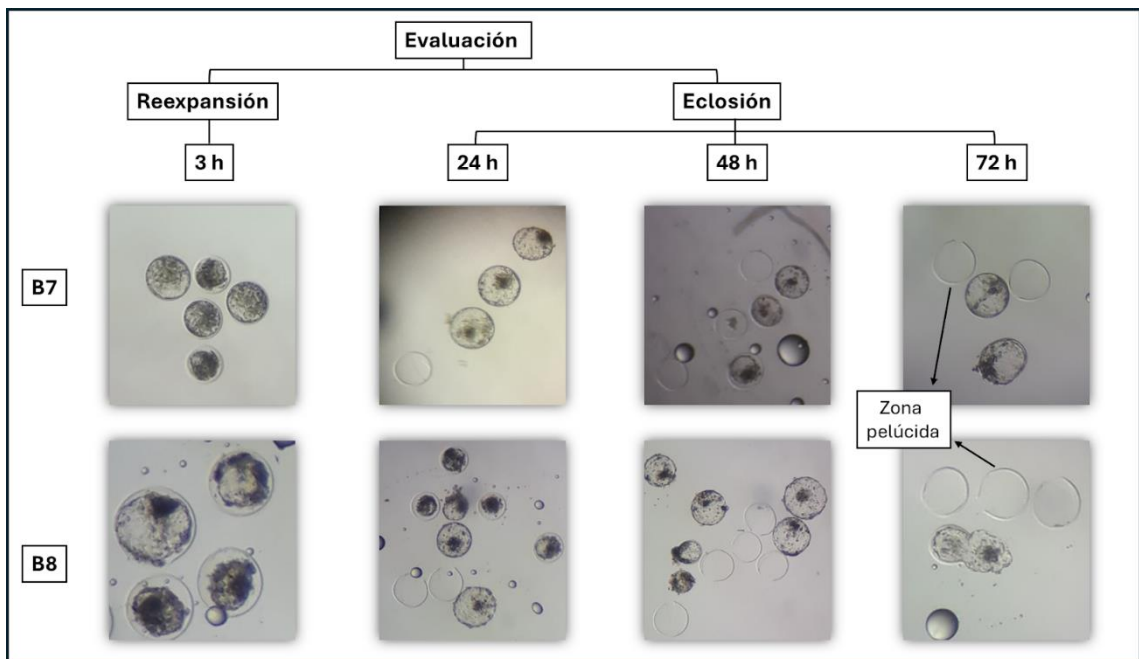 Evaluación
Reexpansión
Eclosión
3 h
24 h
48 h
72 h
B7
Zona
pelúcida
B8